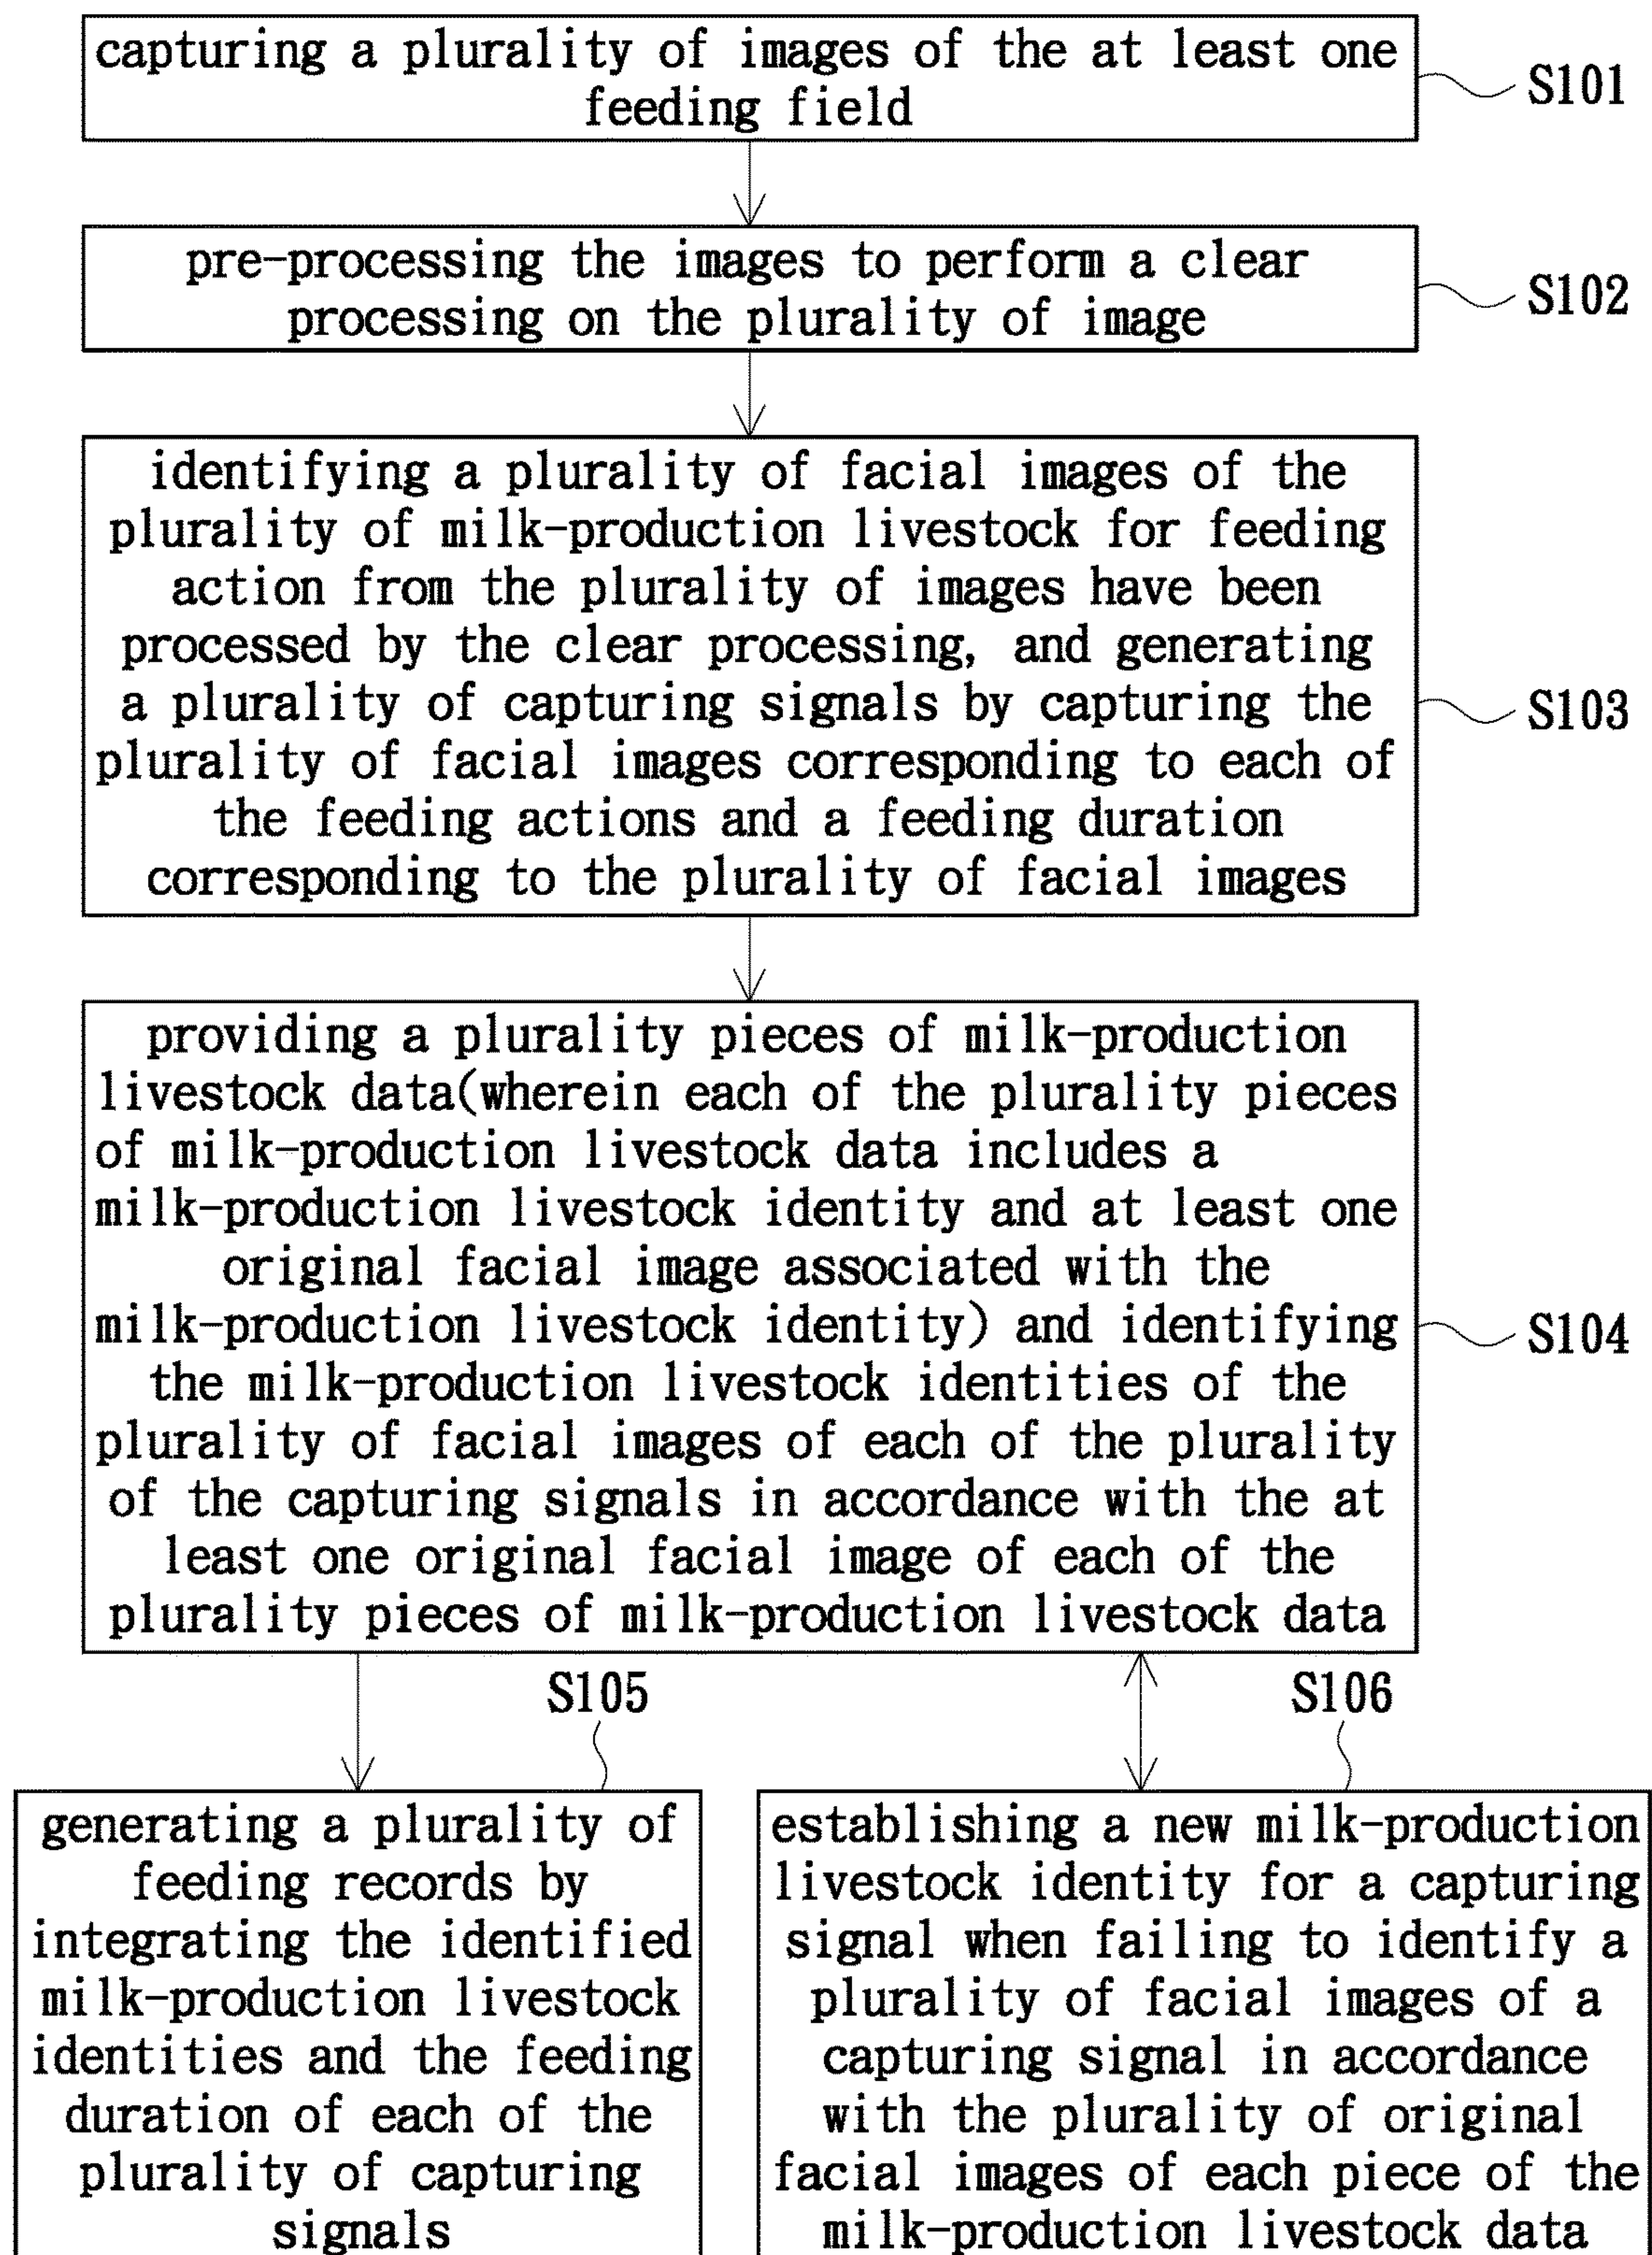 capturing a plurality of images of the at least one
feeding field
S101
pre-processing the images to perform a clear
processing on the plurality of image
S102
identifying a plurality of facial images of the
plurality of milk-production livestock for feeding
action from the plurality of images have been
processed by the clear processing, and generating
a plurality of capturing signals by capturing the
plurality of facial images corresponding to each of
the feeding actions and a feeding duration
corresponding to the plurality of facial images
S103
providing a plurality pieces of milk-production
livestock data(wherein each of the plurality pieces
of milk-production livestock data includes a
milk-production livestock identity and at least one
original facial image associated with the
milk-production livestock identity) and identifying
the milk-production livestock identities of the
plurality of facial images of each of the plurality
of the capturing signals in accordance with the at
least one original facial image of each of the
plurality pieces of milk-production livestock data
S104
S105
generating a plurality of
feeding records by
integrating the identified
milk-production livestock
identities and the feeding
duration of each of the
plurality of capturing
signals
S106
establishing a new milk-production
livestock identity for a capturing
signal when failing to identify a
plurality of facial images of a
capturing signal in accordance
with the plurality of original
facial images of each piece of the
milk-production livestock data